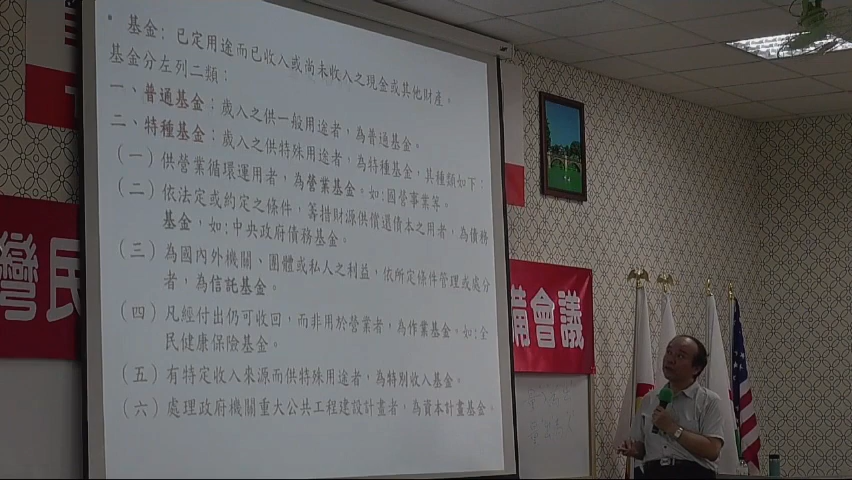 基金：已定用途而已收入或尚未收入之現金或其他財產。
基金分左列二類：
一、普通基金：歲入之供一般用途者，為普通基金。
二、特種基金：歲入之供特殊用途者，為特種基金，其種類如下：
（一）供營業循環運用者，為營業基金。如:國營事業等。
（二）依法定或約定之條件，籌措財源供償還債本之用者，為債務
基金，如:中央政府債務基金。
（三）為國內外機關、團體或私人之利益，依所定條件管理或處分
者，為信託基金。
（四）凡經付出仍可收回，而非用於營業者，為作業基金。如:全
民健康保險基金。
（五）有特定收入來源而供特殊用途者，為特別收入基金。
（六）處理政府機關重大公共工程建設計畫者，為資本計畫基金。
灣民
備會議